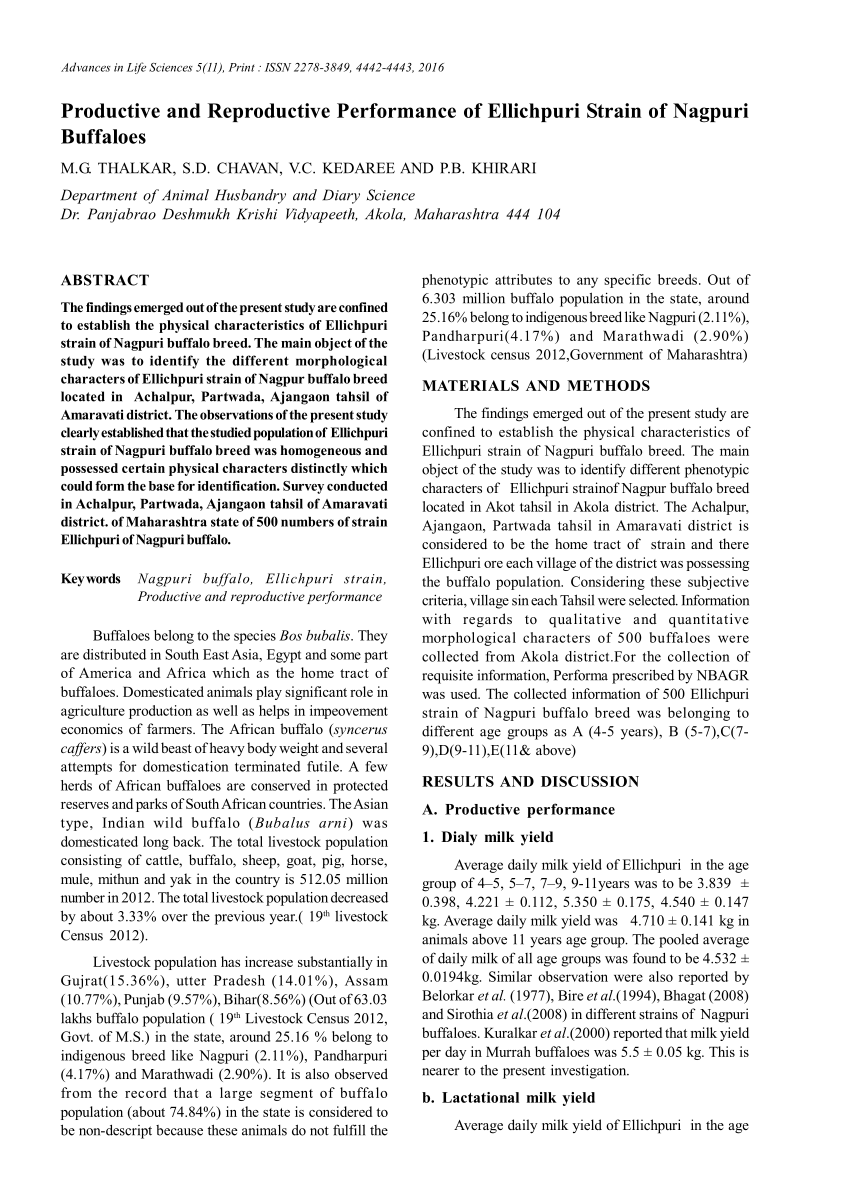 Advances in Life Sciences 5(11), Print : ISSN 2278-3849, 4442-4443, 2016
Productive and Reproductive Performance of Ellichpuri Strain of Nagpuri
Buffaloes
M.G. THALKAR, S.D. CHAVAN, V.C. KEDAREE AND P.B. KHIRARI
Department of Animal Husbandry and Diary Science
Dr. Panjabrao Deshmukh Krishi Vidyapeeth, Akola, Maharashtra 444 104
ABSTRACT
The findings emerged out of the present study are confined
to establish the physical characteristics of Ellichpuri
strain of Nagpuri buffalo breed. The main object of the
study was to identify the different morphological
characters of Ellichpuri strain of Nagpur buffalo breed
located in Achalpur, Partwada, Ajangaon tahsil of
Amaravati district. The observations of the present study
clearly established that the studied population of Ellichpuri
strain of Nagpuri buffalo breed was homogeneous and
possessed certain physical characters distinctly which
could form the base for identification. Survey conducted
in Achalpur, Partwada, Ajangaon tahsil of Amaravati
district. of Maharashtra state of 500 numbers of strain
Ellichpuri of Nagpuri buffalo.
Key words Nagpuri buffalo, Ellichpuri strain,
Productive and reproductive performance
Buffaloes belong to the species Bos bubalis. They
are distributed in South East Asia, Egypt and some part
of America and Africa which as the home tract of
buffaloes. Domesticated animals play significant role in
agriculture production as well as helps in impeovement
economics of farmers. The African buffalo (syncerus
caffers) is a wild beast of heavy body weight and several
attempts for domestication terminated futile. A few
herds of African buffaloes are conserved in protected
reserves and parks of South African countries. The Asian
type, Indian wild buffalo (Bubalus arni) was
domesticated long back. The total livestock population
consisting of cattle, buffalo, sheep, goat, pig, horse,
mule, mithun and yak in the country is 512.05 million
number in 2012. The total livestock population decreased
by about 3.33% over the previous year.( 19th livestock
Census 2012).
Livestock population has increase substantially in
Gujrat(15.36%), utter Pradesh (14.01%), Assam
(10.77%), Punjab (9.57%), Bihar(8.56%) (Out of 63.03
lakhs buffalo population ( 19th Livestock Census 2012,
Govt. of M.S.) in the state, around 25.16 % belong to
indigenous breed like Nagpuri (2.11%), Pandharpuri
(4.17%) and Marathwadi (2.90%). It is also observed
from the record that a large segment of buffalo
population (about 74.84%) in the state is considered to
be non-descript because these animals do not fulfill the
phenotypic attributes to any specific breeds. Out of
6.303 million buffalo population in the state, around
25.16% belong to indigenous breed like Nagpuri (2.11%),
Pandharpuri(4.17%) and Marathwadi (2.90%)
(Livestock census 2012,Government of Maharashtra)
MATERIALS AND METHODS
The findings emerged out of the present study are
confined to establish the physical characteristics of
Ellichpuri strain of Nagpuri buffalo breed. The main
object of the study was to identify different phenotypic
characters of Ellichpuri strainof Nagpur buffalo breed
located in Akot tahsil in Akola district. The Achalpur,
Ajangaon, Partwada tahsil in Amaravati district is
considered to be the home tract of strain and there
Ellichpuri ore each village of the district was possessing
the buffalo population. Considering these subjective
criteria, village sin each Tahsil were selected. Information
with regards to qualitative and quantitative
morphological characters of 500 buffaloes were
collected from Akola district.For the collection of
requisite information, Performa prescribed by NBAGR
was used. The collected information of 500 Ellichpuri
strain of Nagpuri buffalo breed was belonging to
different age groups as A (4-5 years), B (5-7),C(7-
9),D(9-11),E(11& above)
RESULTS AND DISCUSSION
A. Productive performance
1. Dialy milk yield
Average daily milk yield of Ellichpuri in the age
group of 4–5, 5–7, 7–9, 9-11years was to be 3.839 ±
0.398, 4.221 ± 0.112, 5.350 ± 0.175, 4.540 ± 0.147
kg. Average daily milk yield was 4.710 ± 0.141 kg in
animals above 11 years age group. The pooled average
of daily milk of all age groups was found to be 4.532 ±
0.0194kg. Similar observation were also reported by
Belorkar et al. (1977), Bire et al.(1994), Bhagat (2008)
and Sirothia et al.(2008) in different strains of Nagpuri
buffaloes. Kuralkar et al.(2000) reported that milk yield
per day in Murrah buffaloes was 5.5 ± 0.05 kg. This is
nearer to the present investigation.
b. Lactational milk yield
Average daily milk yield of Ellichpuri in the age